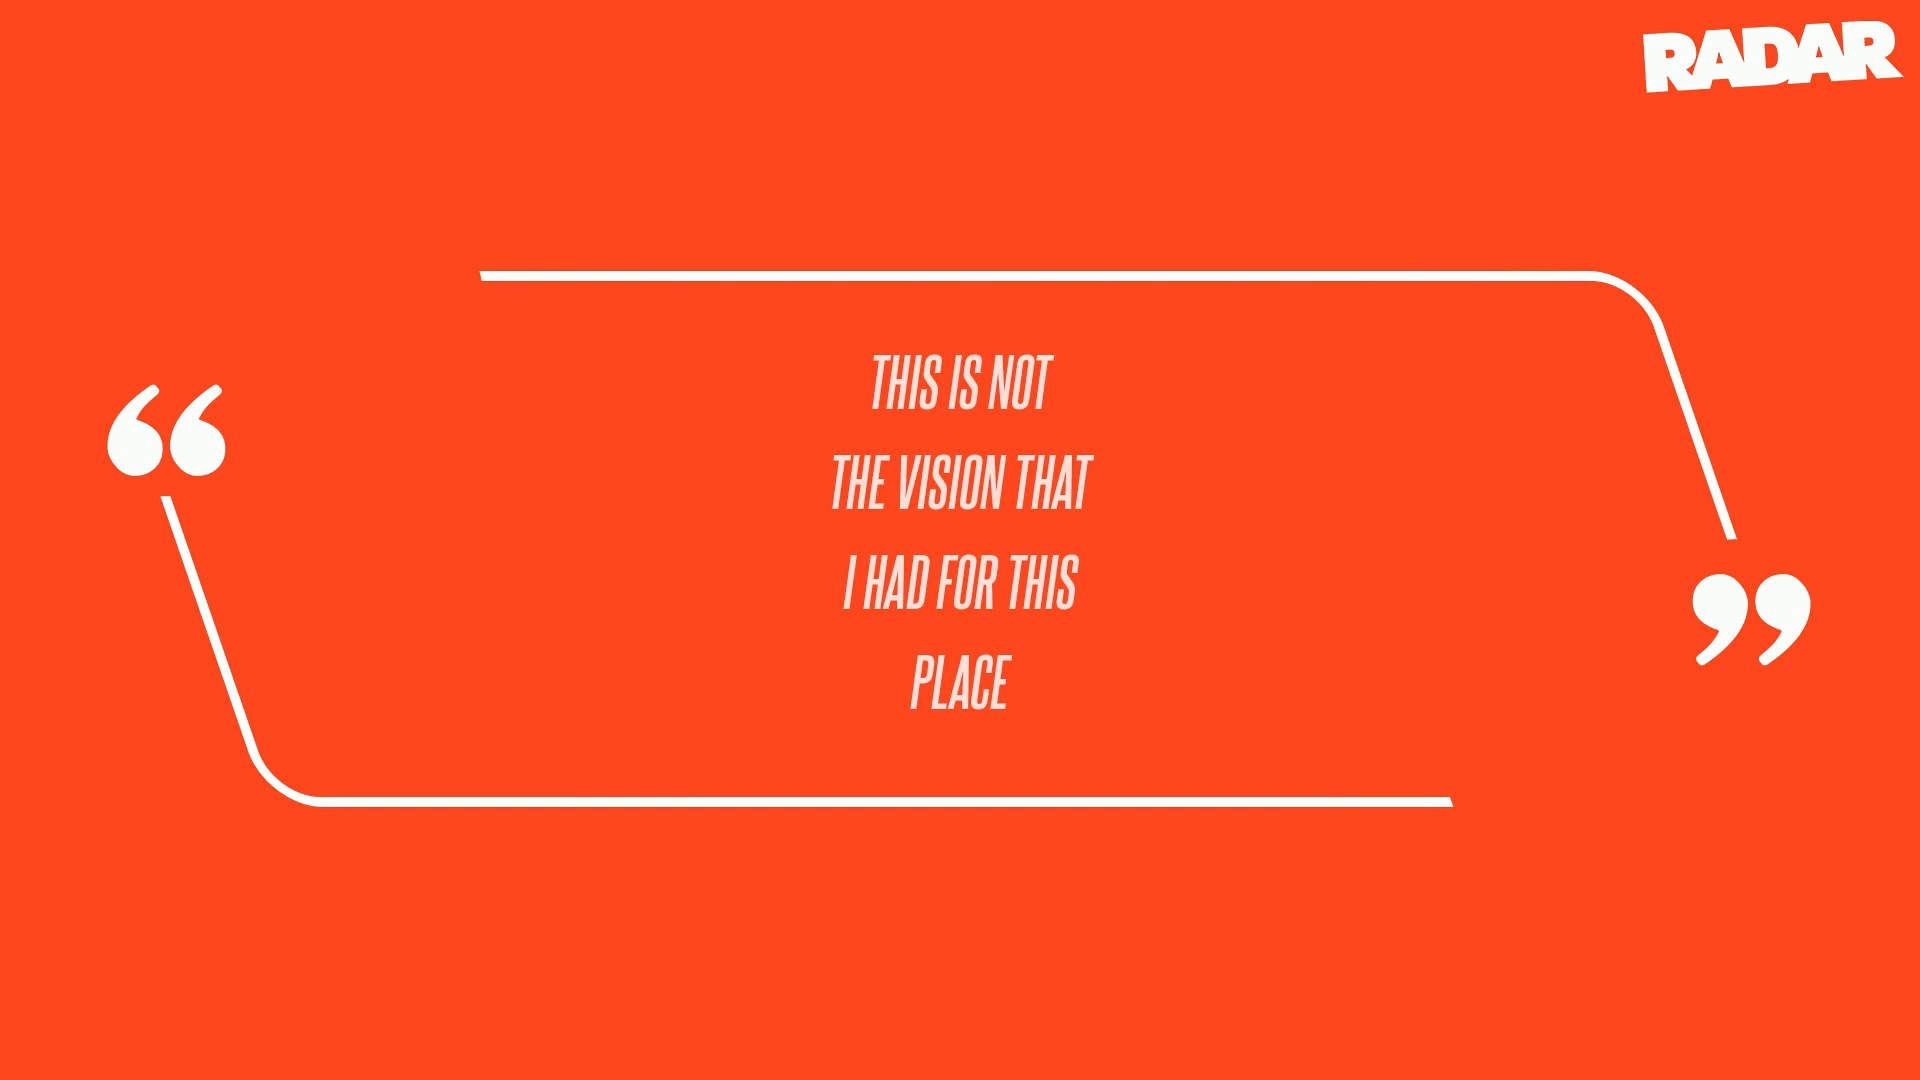 RADAR
“
THIS IS NOT
THE VISION THAT
I HAD FOR THIS
PLACE
”